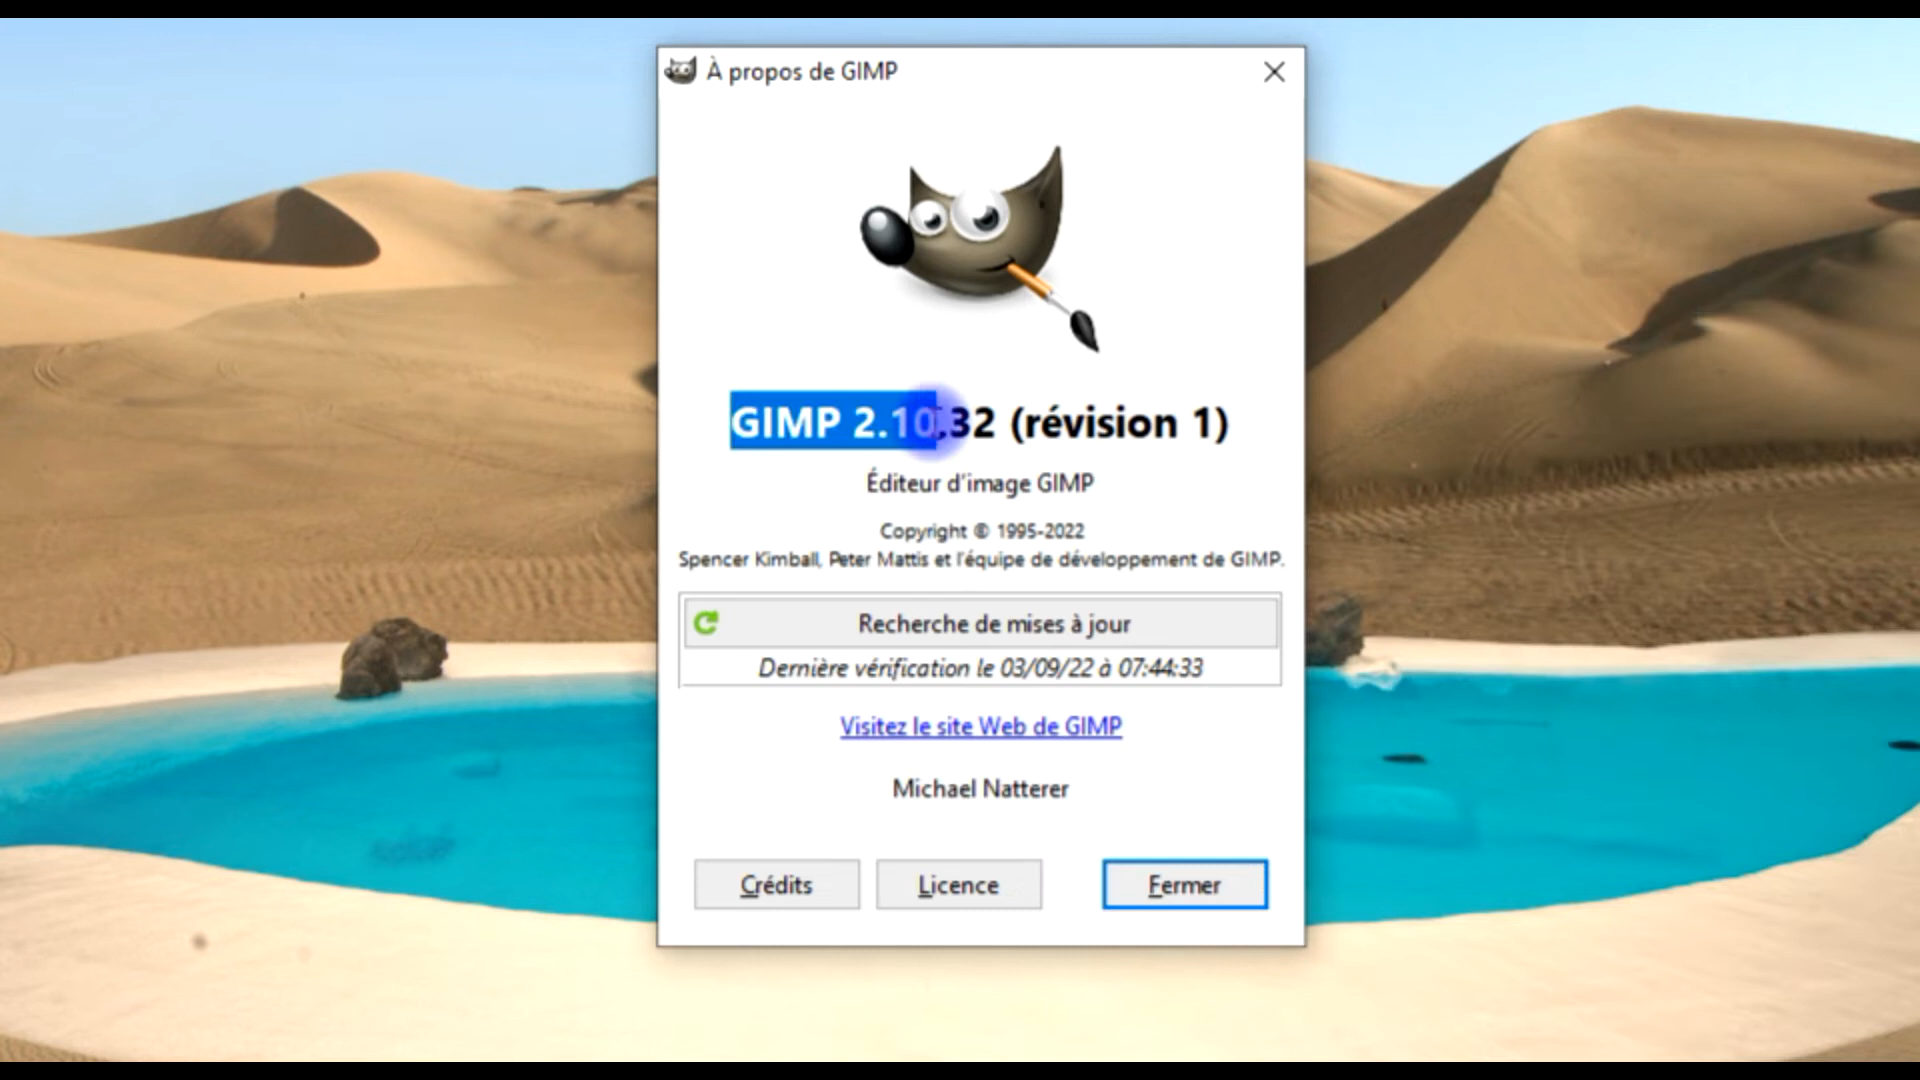 À propos de GIMP
GIMP 2.10.32 (révision 1)
Éditeur d'image GIMP
Copyright © 1995-2022
Spencer Kimball, Peter Mattis et l'équipe de développement de GIMP.
Recherche de mises à jour
Dernière vérification le 03/09/22 à 07:44:33
Visitez le site Web de GIMP
Michael Natterer
Crédits Licence Fermer